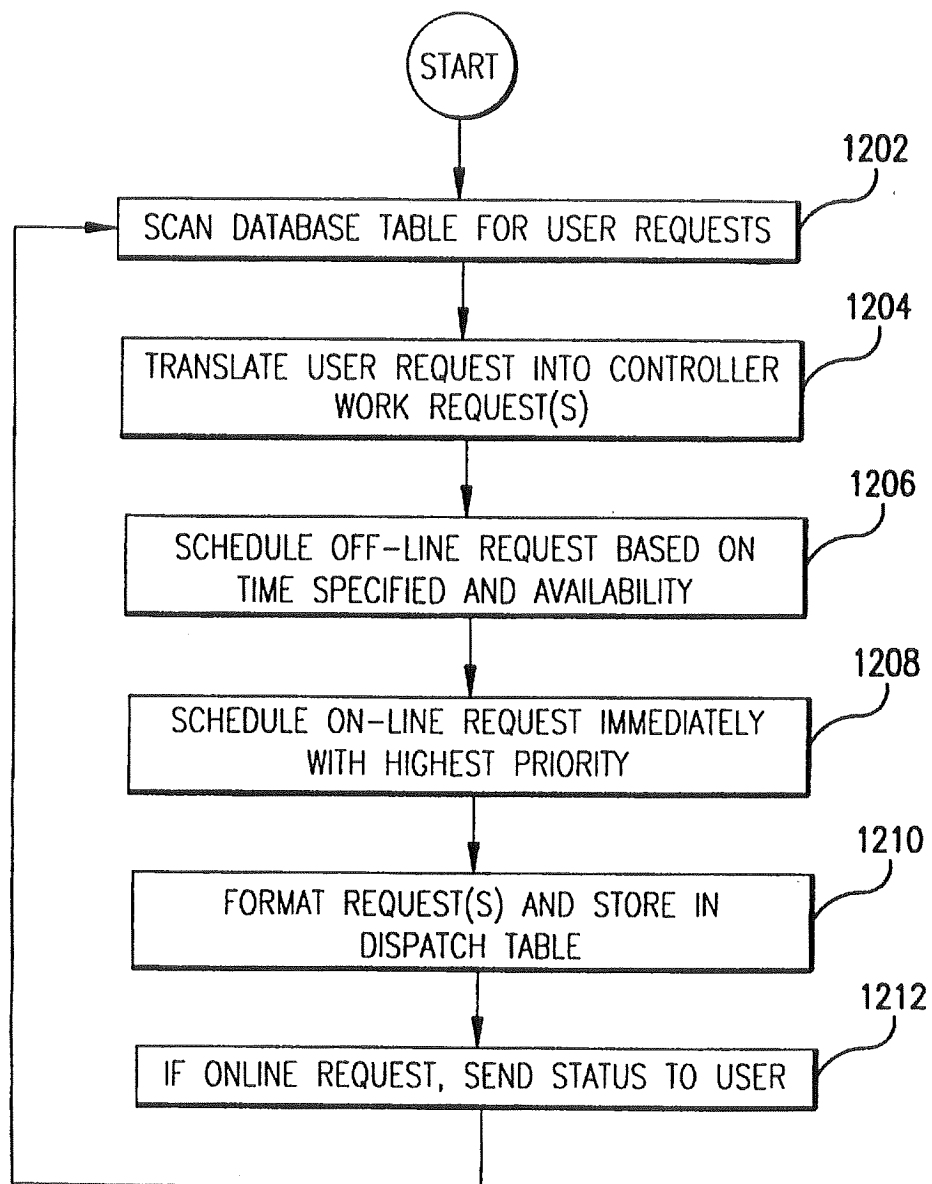 START
1202
SCAN DATABASE TABLE FOR USER REQUESTS
1204
TRANSLATE USER REQUEST INTO CONTROLLER
WORK REQUEST(S)
1206
SCHEDULE OFF-LINE REQUEST BASED ON
TIME SPECIFIED AND AVAILABILITY
1208
SCHEDULE ON-LINE REQUEST IMMEDIATELY
WITH HIGHEST PRIORITY
1210
FORMAT REQUEST(S) AND STORE IN
DISPATCH TABLE
1212
IF ONLINE REQUEST, SEND STATUS TO USER